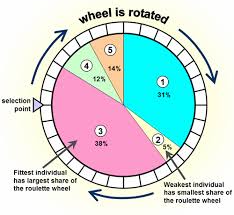 wheel is rotated
5
14%
4
12%
1
31%
selection
point
3
38%
2
5%
Fittest individual
has largest share of
the roulette wheel
Weakest individual
has smallest share of
the roulette wheel